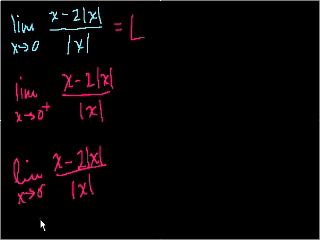 lim x→0 x-2|x| / |x| = L
lim x→0⁺ x-2|x| / |x|
lim x→0⁻ x-2|x| / |x|